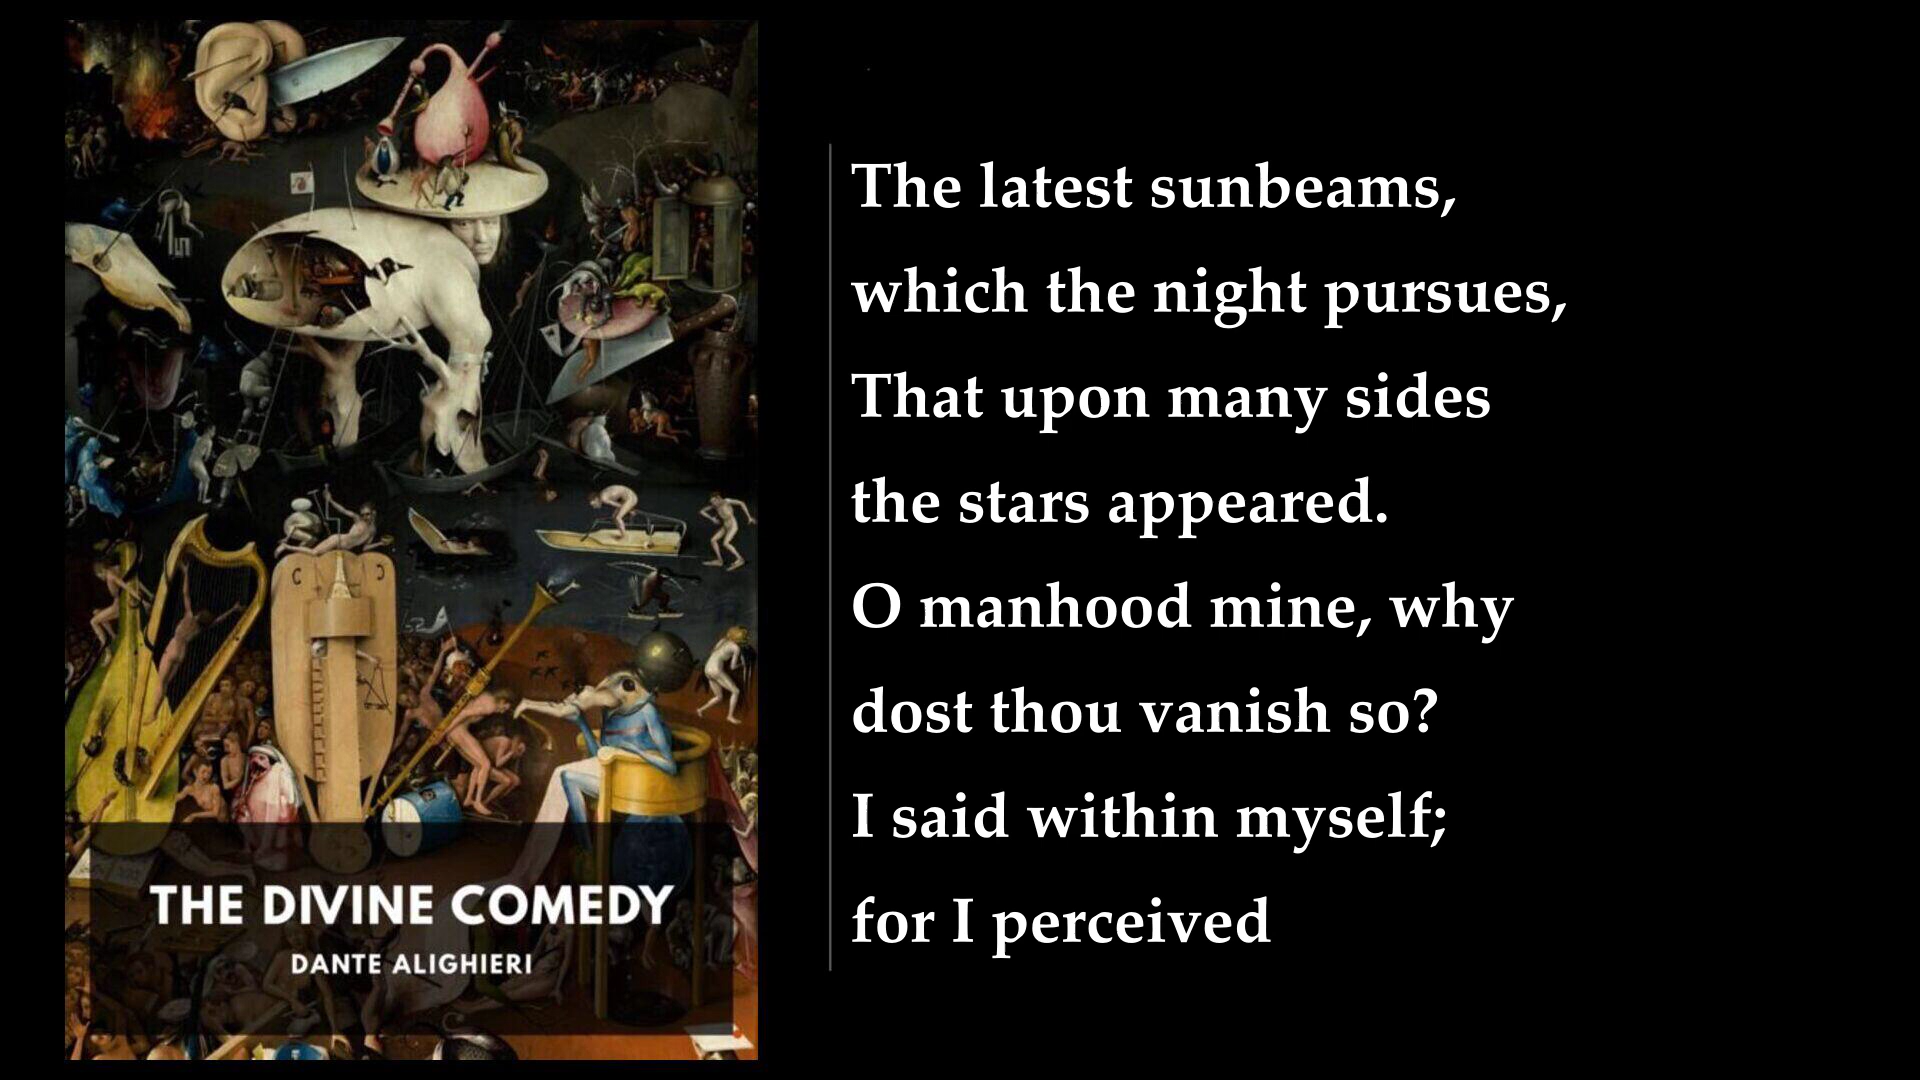 The latest sunbeams,
which the night pursues,
That upon many sides
the stars appeared.
O manhood mine, why
dost thou vanish so?
I said within myself;
for I perceived
THE DIVINE COMEDY
DANTE ALIGHIERI